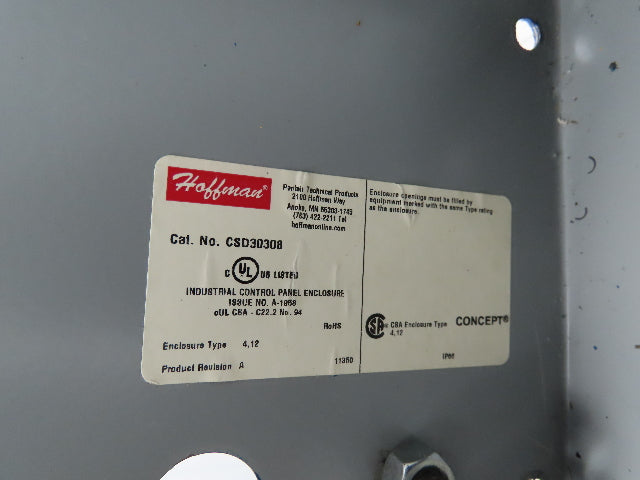 Hoffman®
Pentair Technical Products
2100 Hoffman Way
Anoka, MN 55303-1745
(763) 422-2211 Tel
hoffmanonline.com
Cat. No. CSD30308
C UL US LISTED
INDUSTRIAL CONTROL PANEL ENCLOSURE
ISSUE NO. A-1968
cUL CSA - C22.2 No. 94
RoHS
Enclosure Type 4,12
Product Revision A
11350
Enclosure openings must be filled by
equipment marked with the same Type rating
as the enclosure.
CSA Enclosure Type
4,12
CONCEPT®
IP66